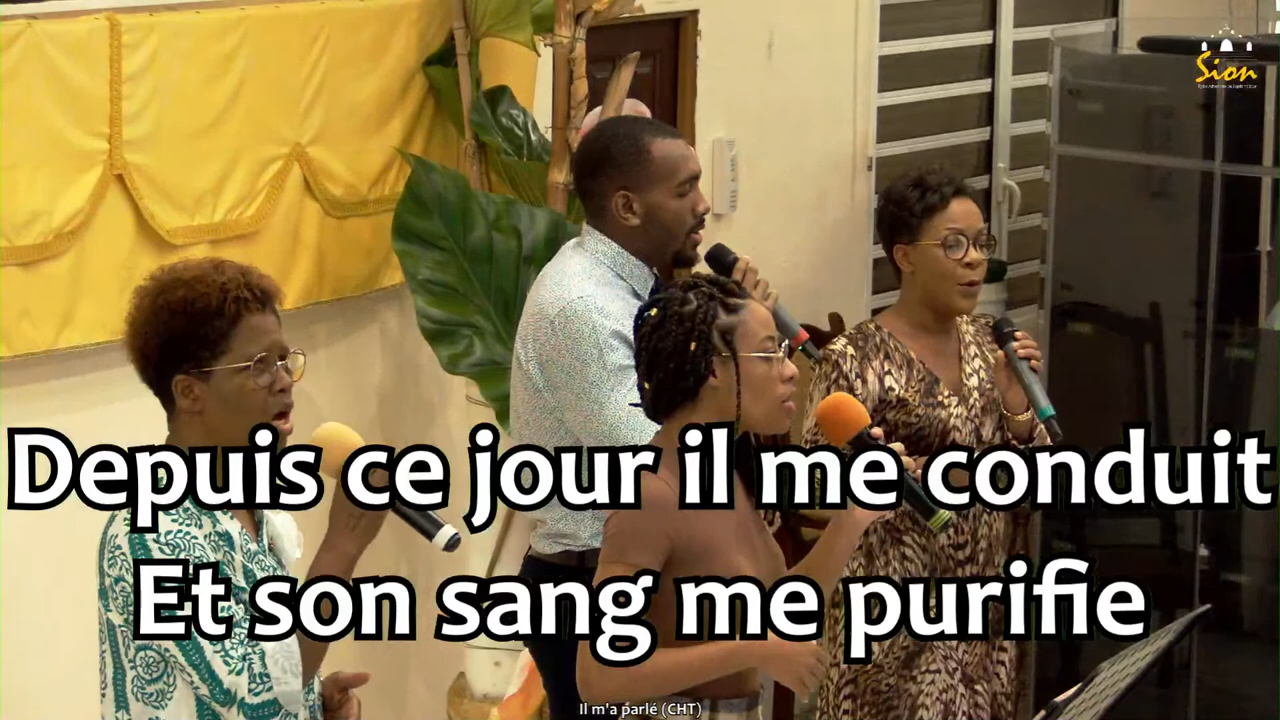 Sion
Depuis ce jour il me conduit
Et son sang me purifie
Il m'a parlé (CHT)